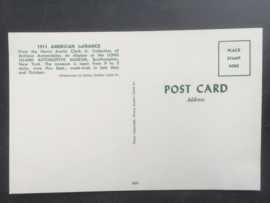 1911 AMERICAN LaFRANCE
From the Henry Austin Clark Jr. Collection of
Antique Automobiles on display at the LONG
ISLAND AUTOMOTIVE MUSEUM, Southampton,
New York. The museum is open from 9 to 5
daily, June thru Sept., week-ends in late May
and October.
PLACE
STAMP
HERE
POST CARD
Address